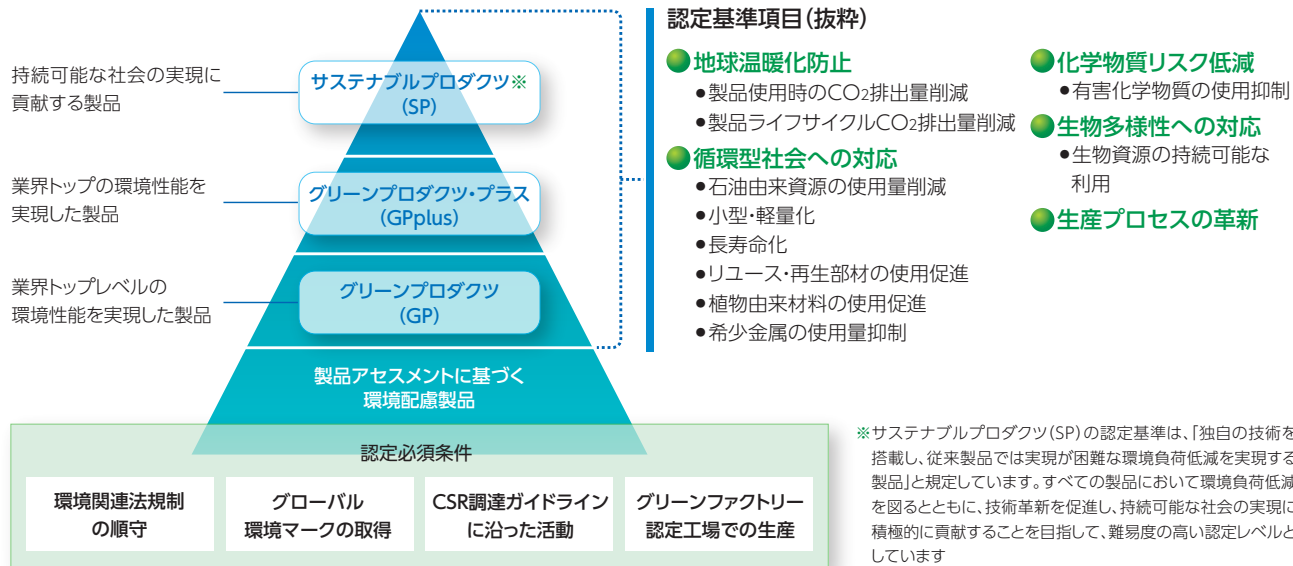 持続可能な社会の実現に
貢献する製品
サステナブルプロダクツ※
(SP)
業界トップの環境性能を
実現した製品
グリーンプロダクツ・プラス
(GPplus)
業界トップレベルの
環境性能を実現した製品
グリーンプロダクツ
(GP)
製品アセスメントに基づく
環境配慮製品
認定必須条件
環境関連法規制
の順守
グローバル
環境マークの取得
CSR調達ガイドライン
に沿った活動
グリーンファクトリー
認定工場での生産
認定基準項目(抜粋)
地球温暖化防止
●製品使用時のCO2排出量削減
●製品ライフサイクルCO2排出量削減
循環型社会への対応
●石油由来資源の使用量削減
●小型・軽量化
●長寿命化
●リユース・再生部材の使用促進
●植物由来材料の使用促進
●希少金属の使用量抑制
化学物質リスク低減
●有害化学物質の使用抑制
生物多様性への対応
●生物資源の持続可能な
利用
生産プロセスの革新
※サステナブルプロダクツ(SP)の認定基準は、「独自の技術を
搭載し、従来製品では実現が困難な環境負荷低減を実現する
製品」と規定しています。すべての製品において環境負荷低減
を図るとともに、技術革新を促進し、持続可能な社会の実現に
積極的に貢献することを目指して、難易度の高い認定レベルと
しています